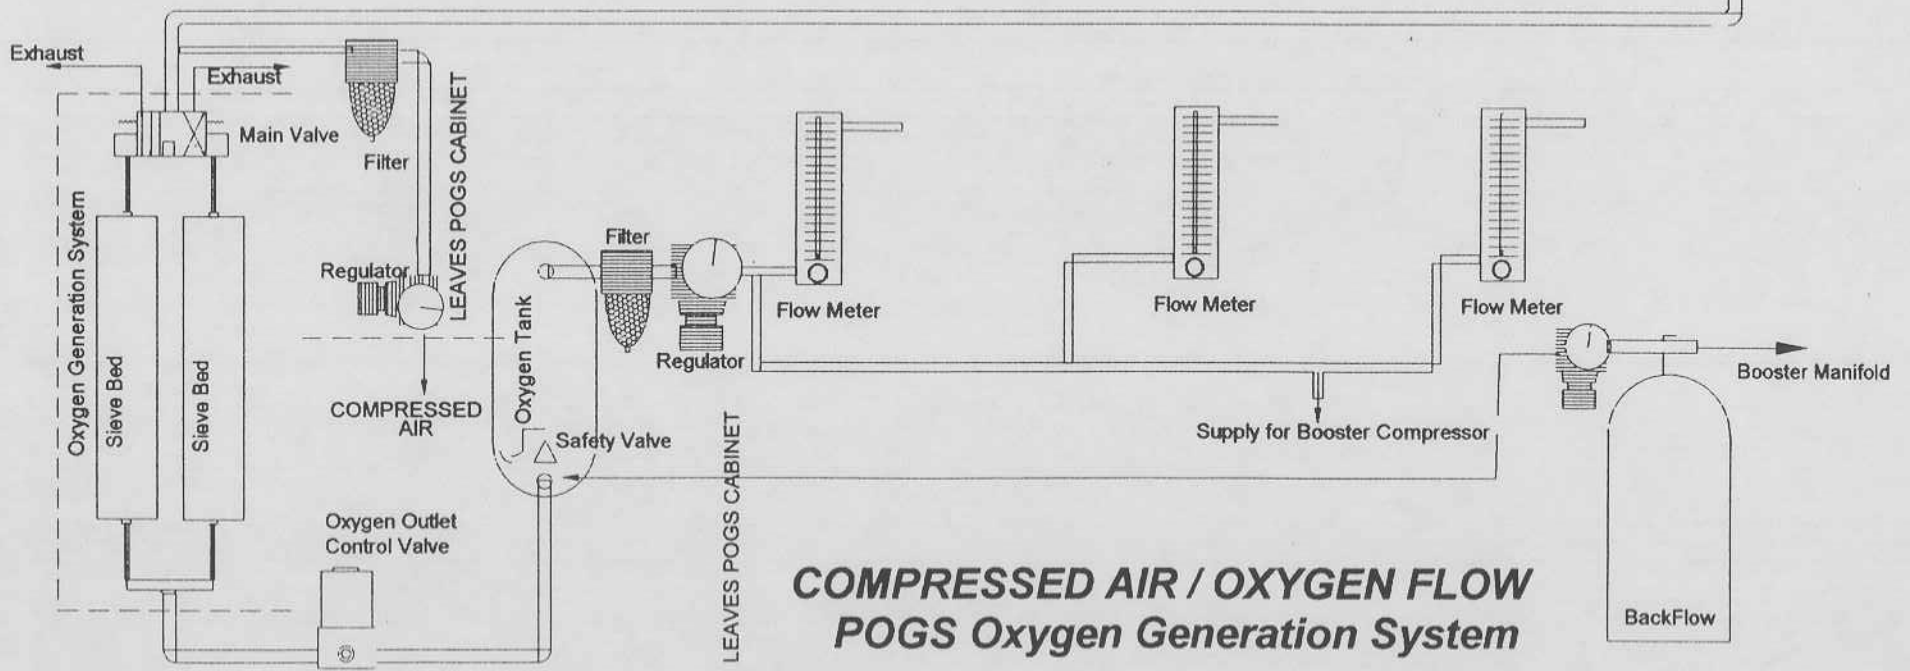 Exhaust
Exhaust
Main Valve
Filter
LEAVES POGS CABINET
Oxygen Generation System
Sieve Bed
Sieve Bed
Regulator
COMPRESSED
AIR
Oxygen Tank
Safety Valve
Filter
Regulator
Flow Meter
Flow Meter
Flow Meter
Booster Manifold
Supply for Booster Compressor
Oxygen Outlet
Control Valve
LEAVES POGS CABINET
BackFlow
COMPRESSED AIR / OXYGEN FLOW
POGS Oxygen Generation System